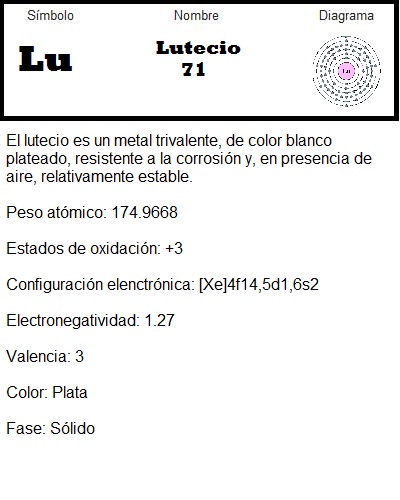 Símbolo Nombre Diagrama
Lu Lutecio
71
Lu
El lutecio es un metal trivalente, de color blanco
plateado, resistente a la corrosión y, en presencia de
aire, relativamente estable.
Peso atómico: 174.9668
Estados de oxidación: +3
Configuración elenctrónica: [Xe]4f14,5d1,6s2
Electronegatividad: 1.27
Valencia: 3
Color: Plata
Fase: Sólido